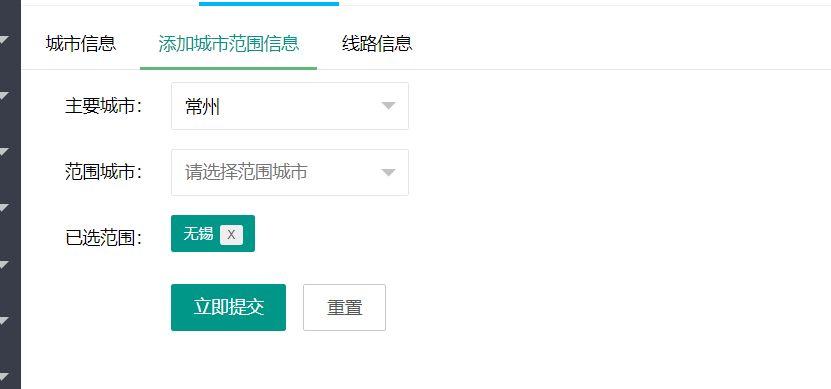 城市信息 添加城市范围信息 线路信息
主要城市： 常州
范围城市： 请选择范围城市
已选范围： 无锡 X
立即提交 重置